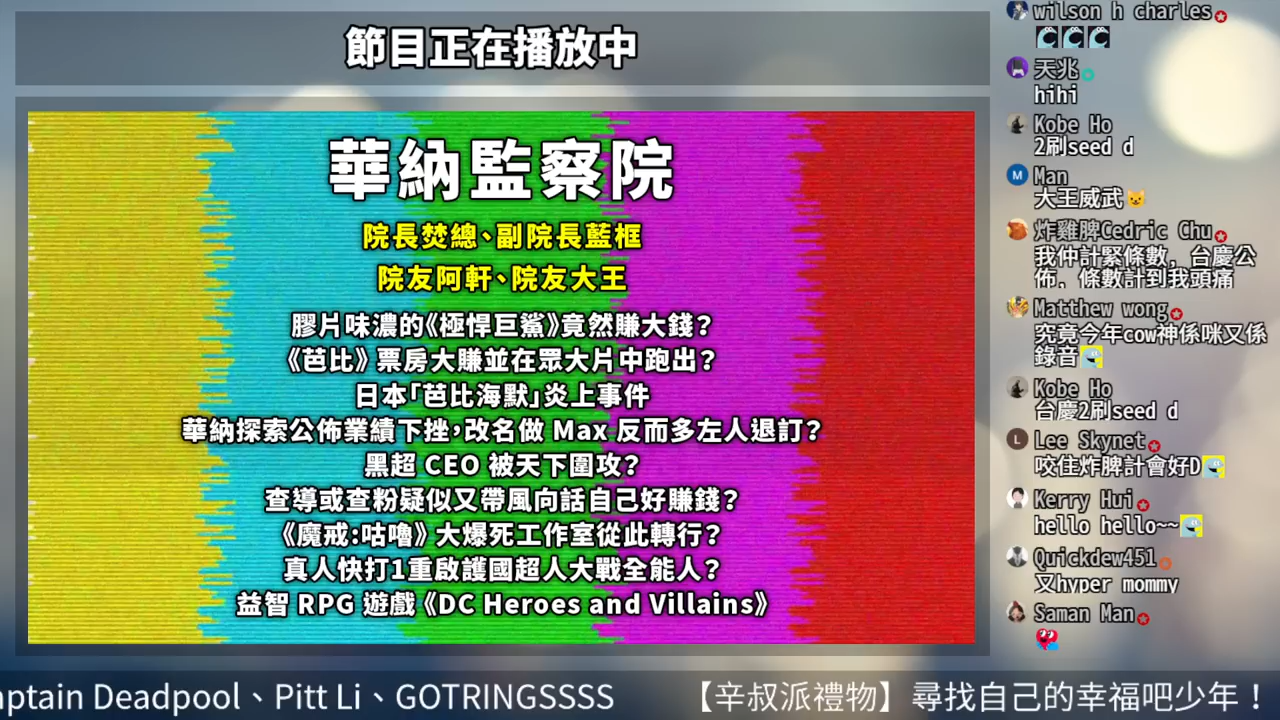 節目正在播放中
華納監察院
院長焚總、副院長藍框
院友阿軒、院友大王
膠片味濃的《極悍巨鯊》竟然賺大錢？
《芭比》票房大賺並在眾大片中跑出？
日本「芭比海默」炎上事件
華納探索公佈業績下挫，改名做 Max 反而多左人退訂？
黑超 CEO 被天下圍攻？
查導或查粉疑似又帶風向話自己好賺錢？
《魔戒：咕嚕》大爆死工作室從此轉行？
真人快打1重啟護國超人大戰全能人？
益智 RPG 遊戲《DC Heroes and Villains》
wilson h charles
天兆
hihi
Kobe Ho
2刷seed d
M Man
大王威武
炸雞脾Cedric Chu
我仲計緊條數，台慶公
佈，條數計到我頭痛
Matthew wong
究竟今年cow神係咪又係
錄音
Kobe Ho
台慶2刷seed d
L Lee Skynet
咬住炸脾計會好D
Kerry Hui
hello hello~~
Quickdew451
又hyper mommy
Saman Man
aptain Deadpool、Pitt Li、GOTRINGSSSS 【辛叔派禮物】尋找自己的幸福吧少年！